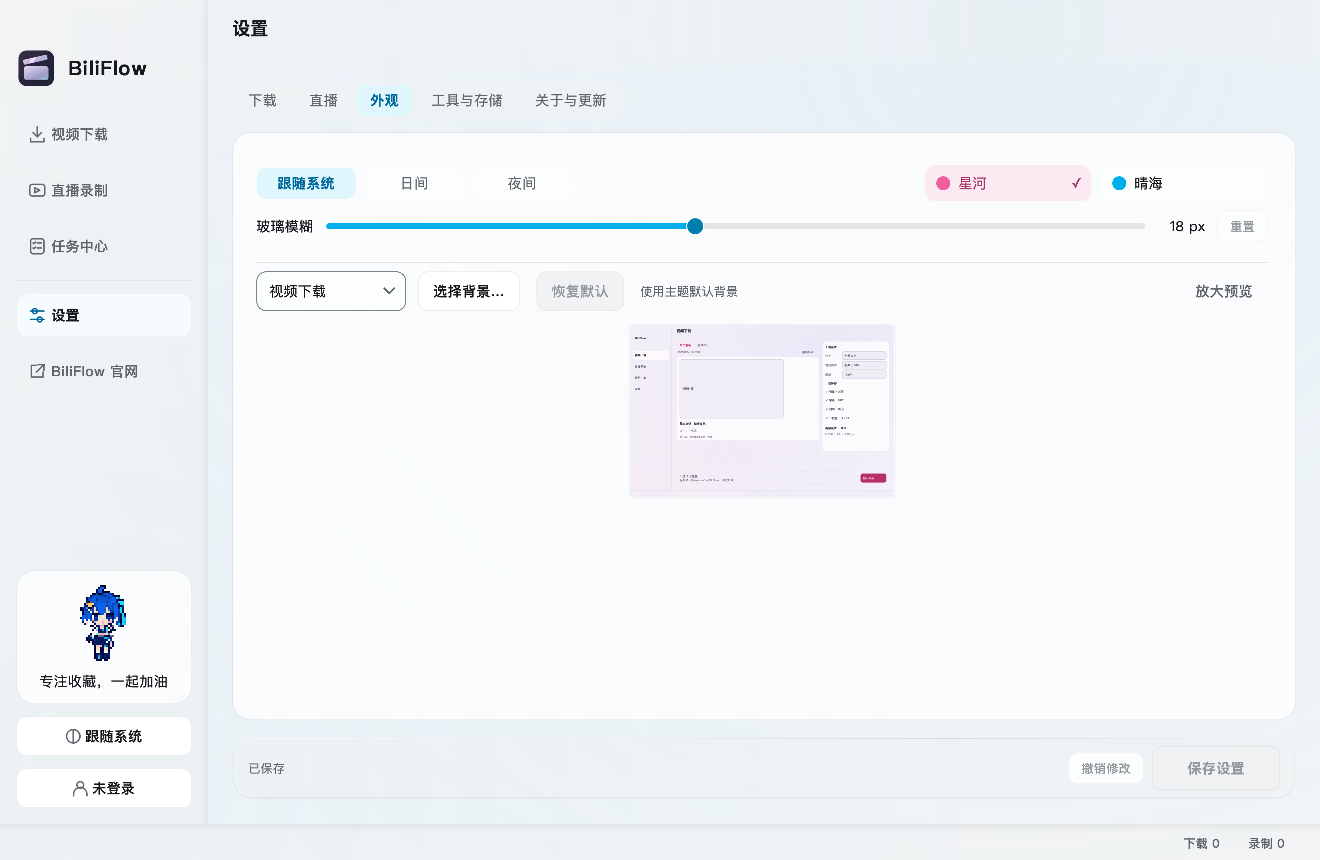 设置
BiliFlow
下载 直播 外观 工具与存储 关于与更新
视频下载
直播录制
任务中心
设置
BiliFlow 官网
跟随系统 日间 夜间 星河 ✓ 晴海
玻璃模糊 18 px 重置
视频下载 选择背景... 恢复默认 使用主题默认背景 放大预览
专注收藏，一起加油
跟随系统
未登录
已保存 撤销修改 保存设置
下载 0 录制 0